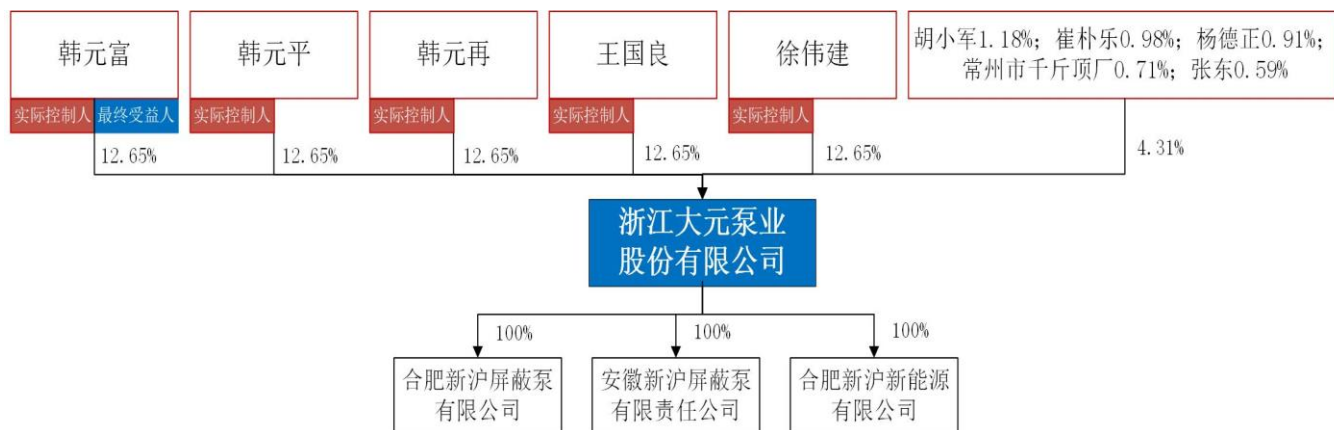 韩元富
韩元平
韩元再
王国良
徐伟建
胡小军1.18%；崔朴乐0.98%；杨德正0.91%；
常州市千斤顶厂0.71%；张东0.59%
实际控制人
最终受益人
实际控制人
实际控制人
实际控制人
实际控制人
12.65%
12.65%
12.65%
12.65%
12.65%
4.31%
浙江大元泵业
股份有限公司
100%
100%
100%
合肥新沪屏蔽泵
有限公司
安徽新沪屏蔽泵
有限责任公司
合肥新沪新能源
有限公司